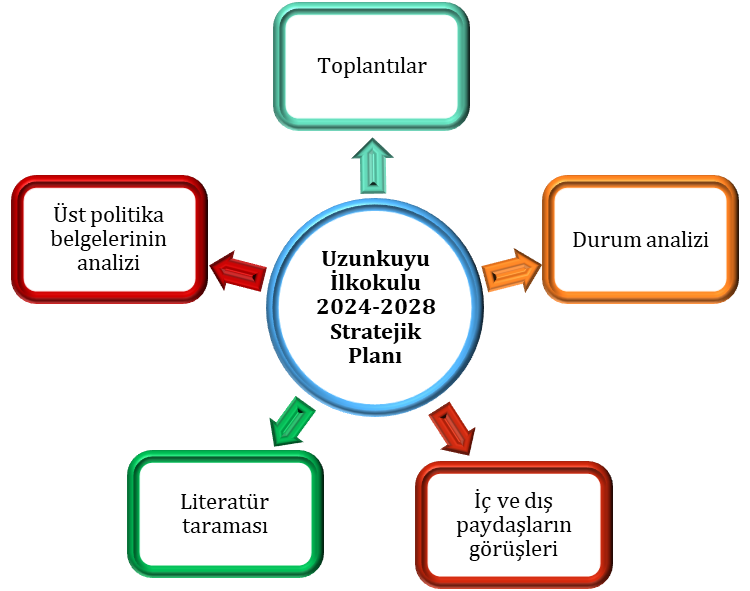 Toplantılar
Üst politika
belgelerinin
analizi
Durum analizi
Uzunkuyu
İlkokulu
2024-2028
Stratejik
Planı
Literatür
taraması
İç ve dış
paydaşların
görüşleri